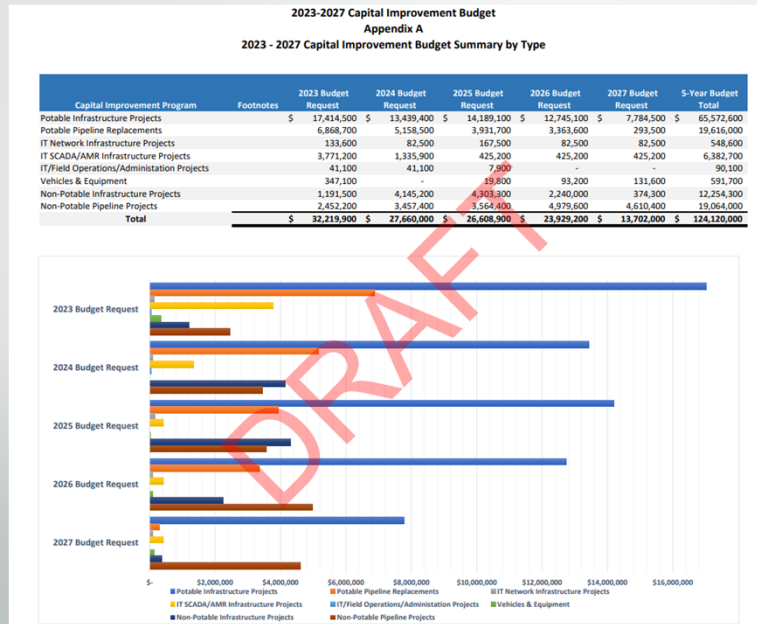 2023-2027 Capital Improvement Budget
Appendix A
2023 - 2027 Capital Improvement Budget Summary by Type
Capital Improvement Program Footnotes 2023 Budget Request 2024 Budget Request 2025 Budget Request 2026 Budget Request 2027 Budget Request 5-Year Budget Total
Potable Infrastructure Projects $ 17,414,500 $ 13,439,400 $ 14,189,100 $ 12,745,100 $ 7,784,500 $ 65,572,600
Potable Pipeline Replacements 6,868,700 5,158,500 3,931,700 3,363,600 293,500 19,616,000
IT Network Infrastructure Projects 133,600 82,500 167,500 82,500 82,500 548,600
IT SCADA/AMR Infrastructure Projects 3,771,200 1,335,900 425,200 425,200 425,200 6,382,700
IT/Field Operations/Administation Projects 41,100 41,100 7,900 - - 90,100
Vehicles & Equipment 347,100 - 19,800 93,200 131,600 591,700
Non-Potable Infrastructure Projects 1,191,500 4,145,200 4,303,300 2,240,000 374,300 12,254,300
Non-Potable Pipeline Projects 2,452,200 3,457,400 3,564,400 4,979,600 4,610,400 19,064,000
Total $ 32,219,900 $ 27,660,000 $ 26,608,900 $ 23,929,200 $ 13,702,000 $ 124,120,000
DRAFT
2023 Budget Request
2024 Budget Request
2025 Budget Request
2026 Budget Request
2027 Budget Request
$- $2,000,000 $4,000,000 $6,000,000 $8,000,000 $10,000,000 $12,000,000 $14,000,000 $16,000,000
Potable Infrastructure Projects Potable Pipeline Replacements IT Network Infrastructure Projects
IT SCADA/AMR Infrastructure Projects IT/Field Operations/Administation Projects Vehicles & Equipment
Non-Potable Infrastructure Projects Non-Potable Pipeline Projects